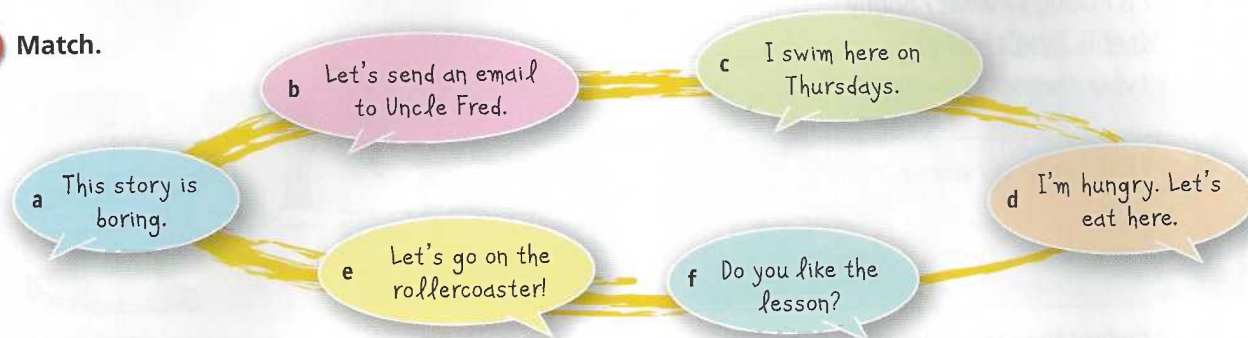 Match.
b Let's send an email
to Uncle Fred.
c I swim here on
Thursdays.
a This story is
boring.
d I'm hungry. Let's
eat here.
e Let's go on the
rollercoaster!
f Do you like the
lesson?